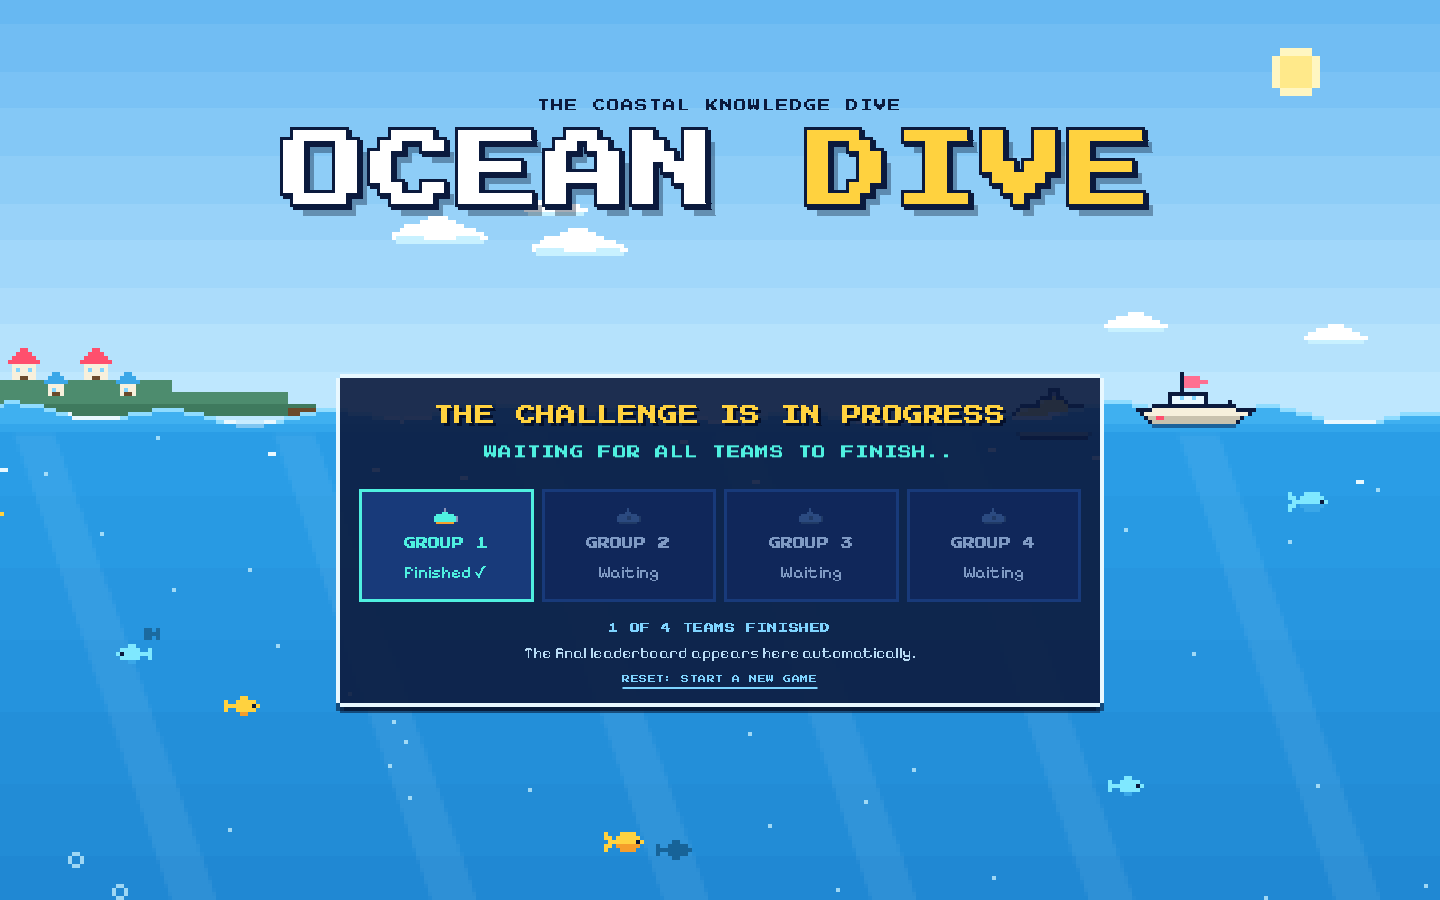 THE COASTAL KNOWLEDGE DIVE
OCEAN DIVE
THE CHALLENGE IS IN PROGRESS
WAITING FOR ALL TEAMS TO FINISH..
GROUP 1
Finished ✓
GROUP 2
Waiting
GROUP 3
Waiting
GROUP 4
Waiting
1 OF 4 TEAMS FINISHED
The final leaderboard appears here automatically.
RESET: START A NEW GAME